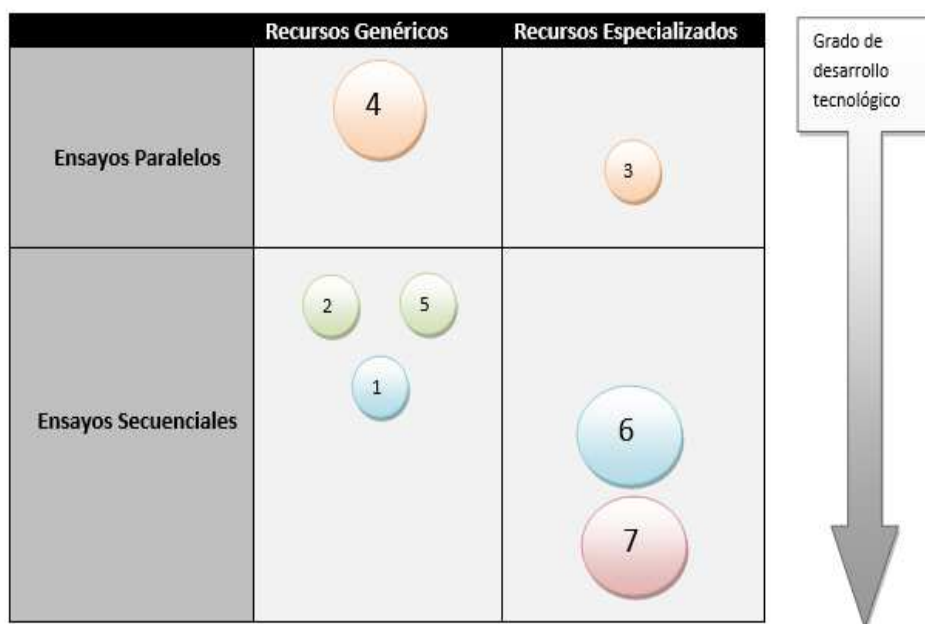 Recursos Genéricos
Recursos Especializados
Grado de
desarrollo
tecnológico
Ensayos Paralelos
4
3
2
5
1
Ensayos Secuenciales
6
7